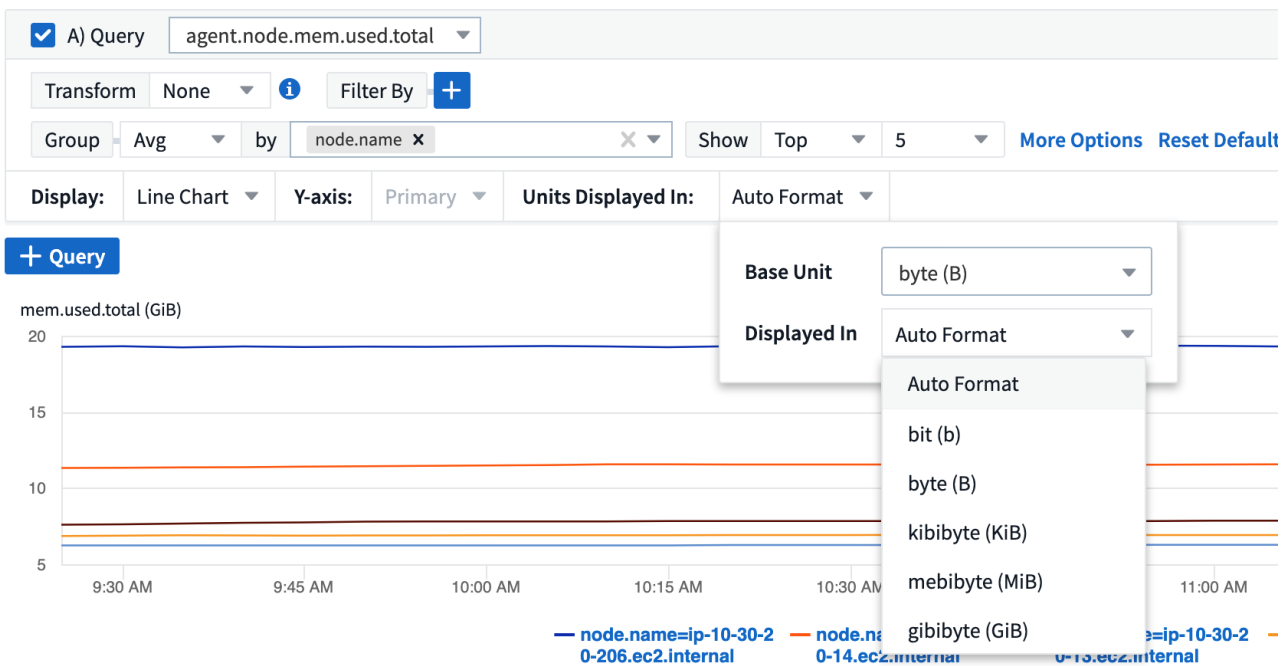 A) Query agent.node.mem.used.total
Transform None Filter By +
Group Avg by node.name Show Top 5 More Options Reset Default
Display: Line Chart Y-axis: Primary Units Displayed In: Auto Format
+ Query
Base Unit byte (B)
Displayed In Auto Format
Auto Format
bit (b)
byte (B)
kibibyte (KiB)
mebibyte (MiB)
gibibyte (GiB)
mem.used.total (GiB)
20
15
10
5
9:30 AM 9:45 AM 10:00 AM 10:15 AM 10:30 AM 11:00 AM
node.name=ip-10-30-2
0-206.ec2.internal
node.na
0-14.ec2.internal
e=ip-10-30-2
0-13.ec2.internal